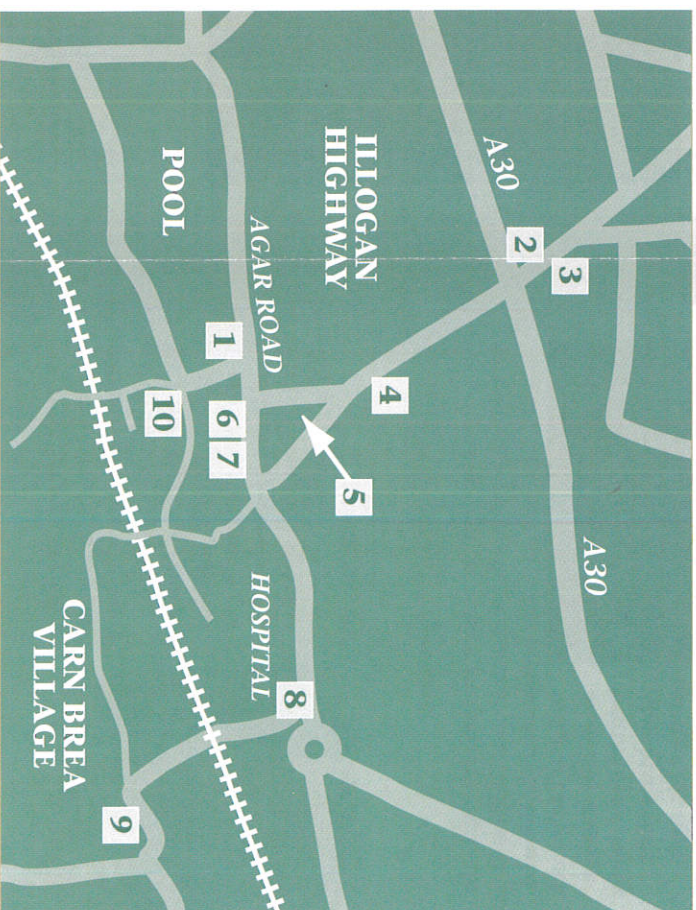 A30
3
2
A30
4
ILLOGAN
HIGHWAY
5
8
AGAR ROAD
HOSPITAL
1
6 7
POOL
10
9
CARN BREA
VILLAGE